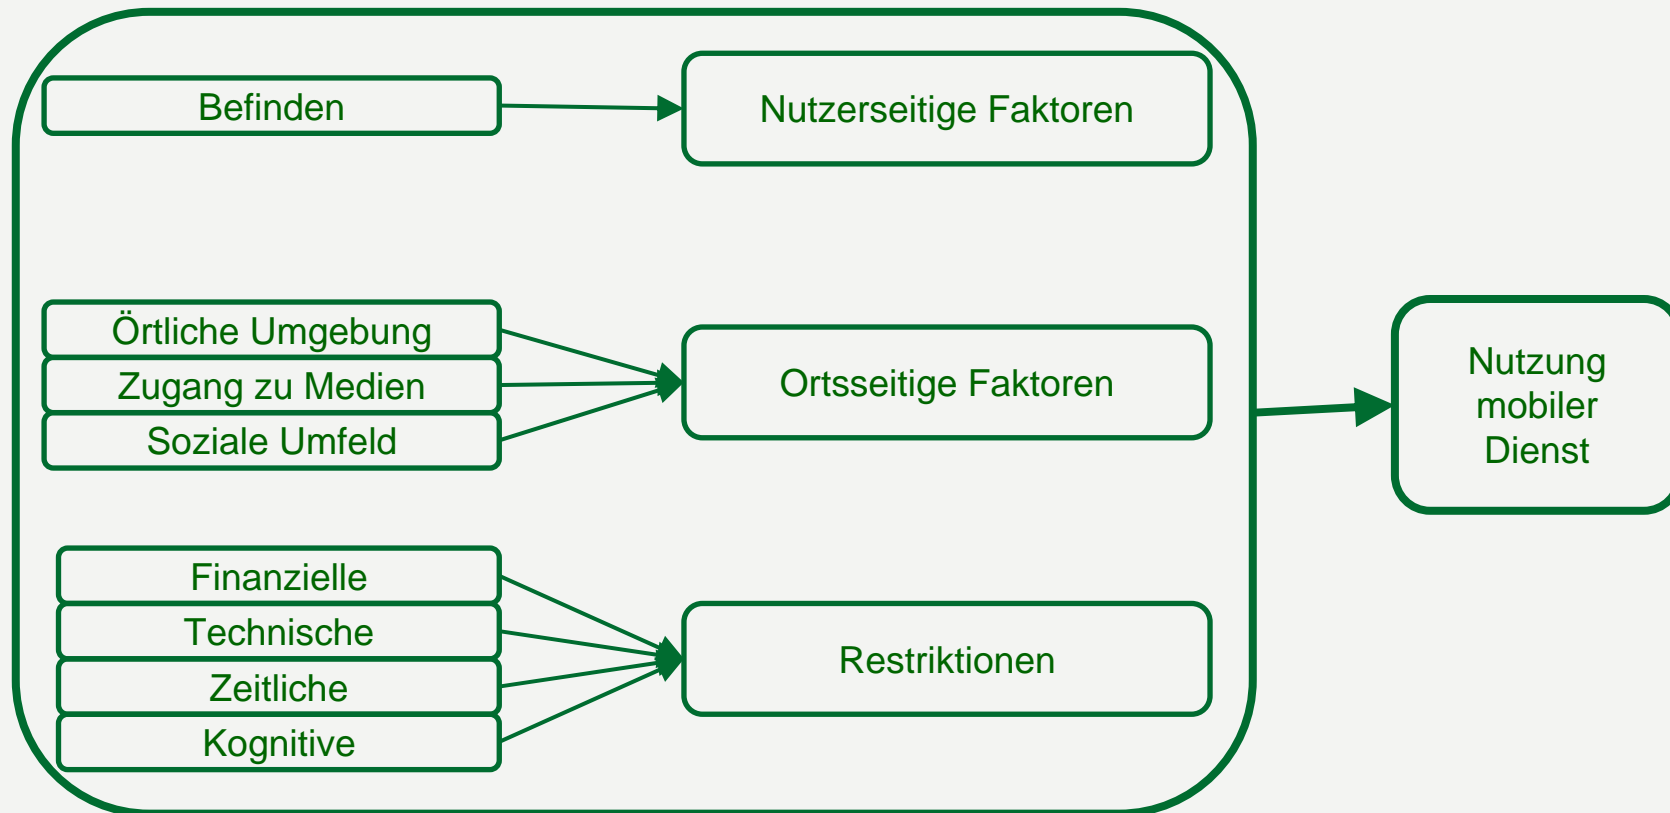 Befinden
Nutzerseitige Faktoren
Örtliche Umgebung
Zugang zu Medien
Soziale Umfeld
Ortsseitige Faktoren
Finanzielle
Technische
Zeitliche
Kognitive
Restriktionen
Nutzung
mobiler
Dienst